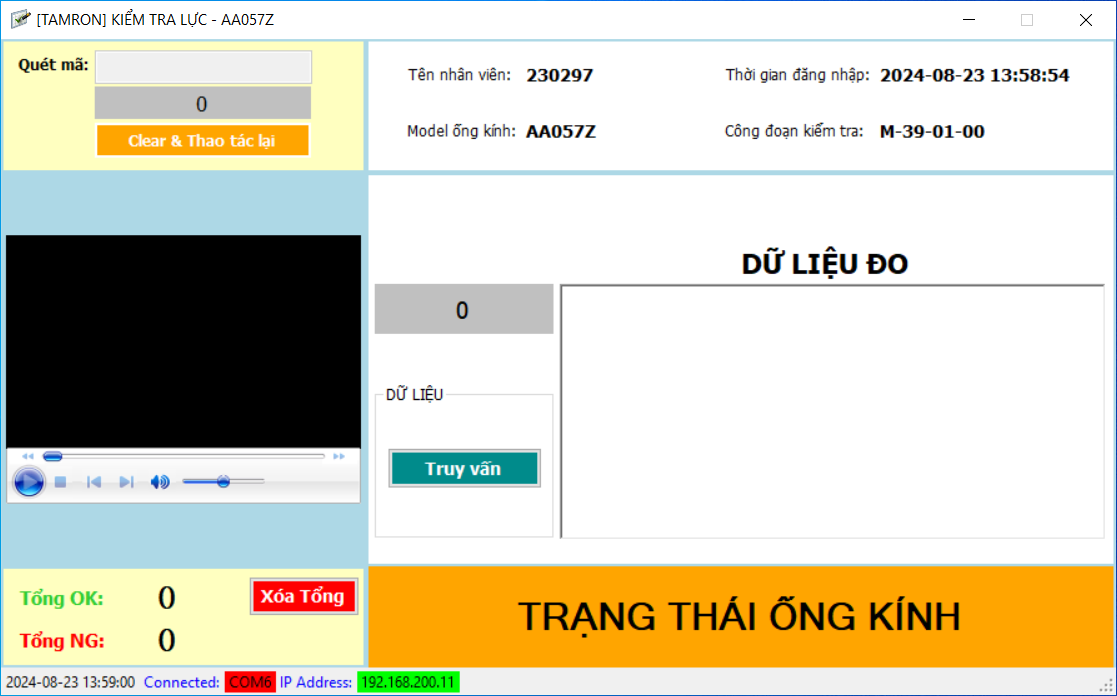 [TAMRON] KIỂM TRA LỰC - AA057Z
Quét mã:
0
Clear & Thao tác lại
Tên nhân viên: 230297
Thời gian đăng nhập: 2024-08-23 13:58:54
Model ống kính: AA057Z
Công đoạn kiểm tra: M-39-01-00
DỮ LIỆU ĐO
0
DỮ LIỆU
Truy vấn
Tổng OK: 0
Xóa Tổng
Tổng NG: 0
TRẠNG THÁI ỐNG KÍNH
2024-08-23 13:59:00 Connected: COM6 IP Address: 192.168.200.11